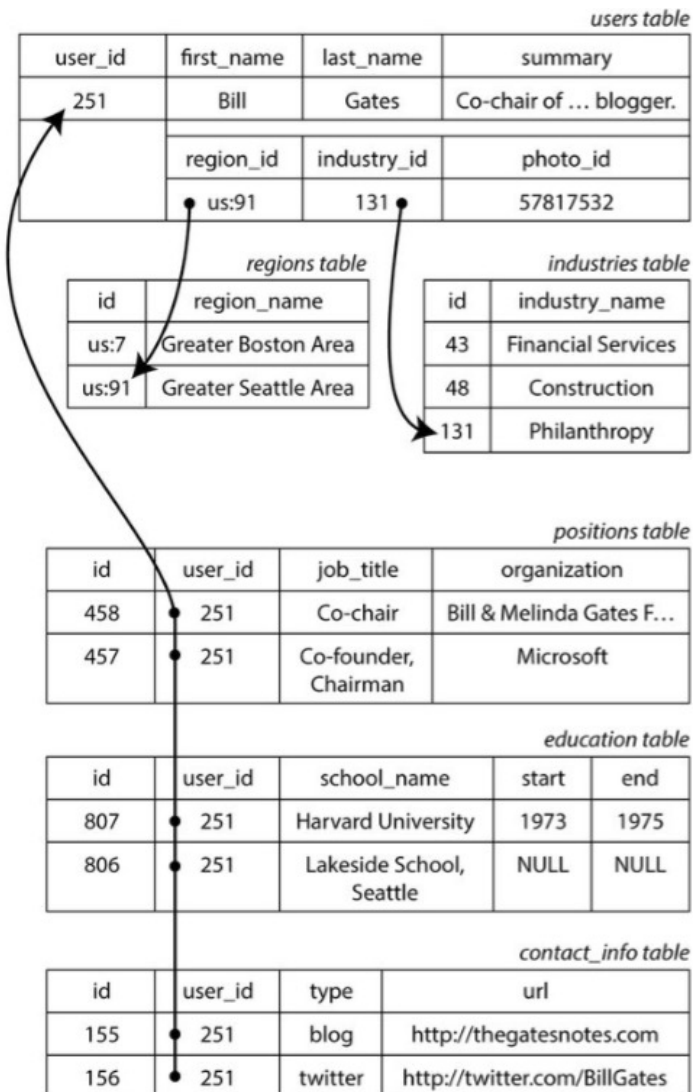 users table
user_id first_name last_name summary
251 Bill Gates Co-chair of … blogger.
region_id industry_id photo_id
us:91 131 57817532
regions table
id region_name
us:7 Greater Boston Area
us:91 Greater Seattle Area
industries table
id industry_name
43 Financial Services
48 Construction
131 Philanthropy
positions table
id user_id job_title organization
458 251 Co-chair Bill & Melinda Gates F…
457 251 Co-founder, Microsoft
Chairman
education table
id user_id school_name start end
807 251 Harvard University 1973 1975
806 251 Lakeside School, NULL NULL
Seattle
contact_info table
id user_id type url
155 251 blog http://thegatesnotes.com
156 251 twitter http://twitter.com/BillGates